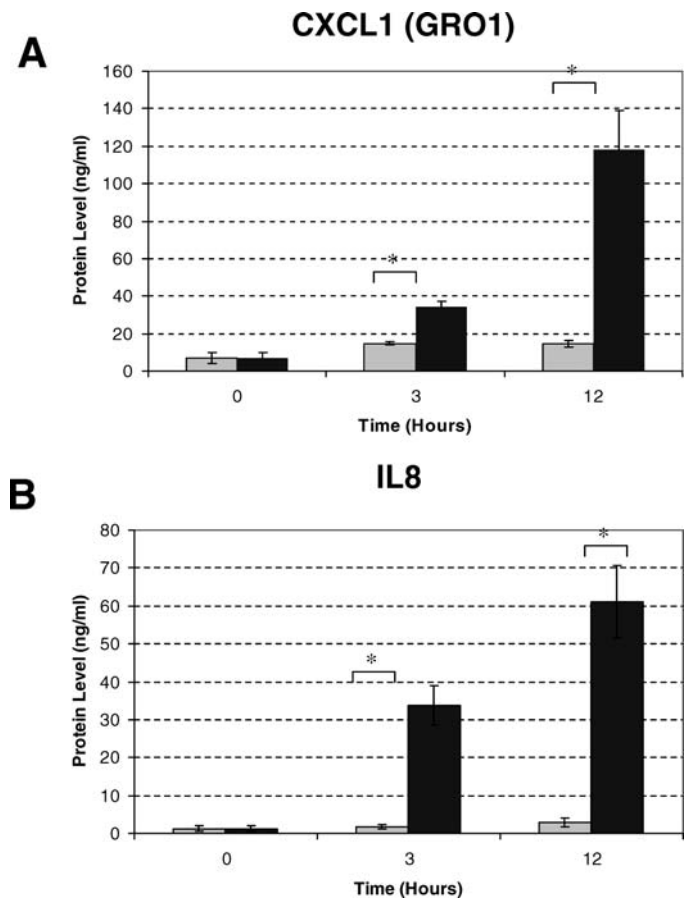 CXCL1 (GRO1)
A
160
140
120
100
80
60
40
20
0
Protein Level (ng/ml)
*
*
0 3 12
Time (Hours)
IL8
B
80
70
60
50
40
30
20
10
0
Protein Level (ng/ml)
*
*
0 3 12
Time (Hours)